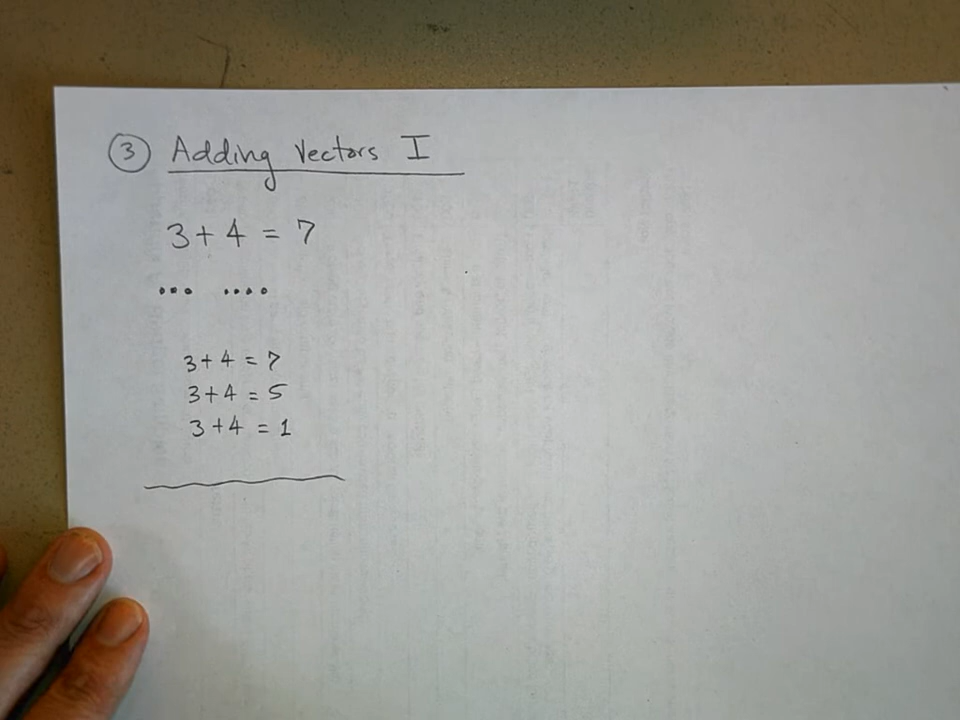 ③ Adding Vectors I
3 + 4 = 7
••• ••••
3 + 4 = 7
3 + 4 = 5
3 + 4 = 1